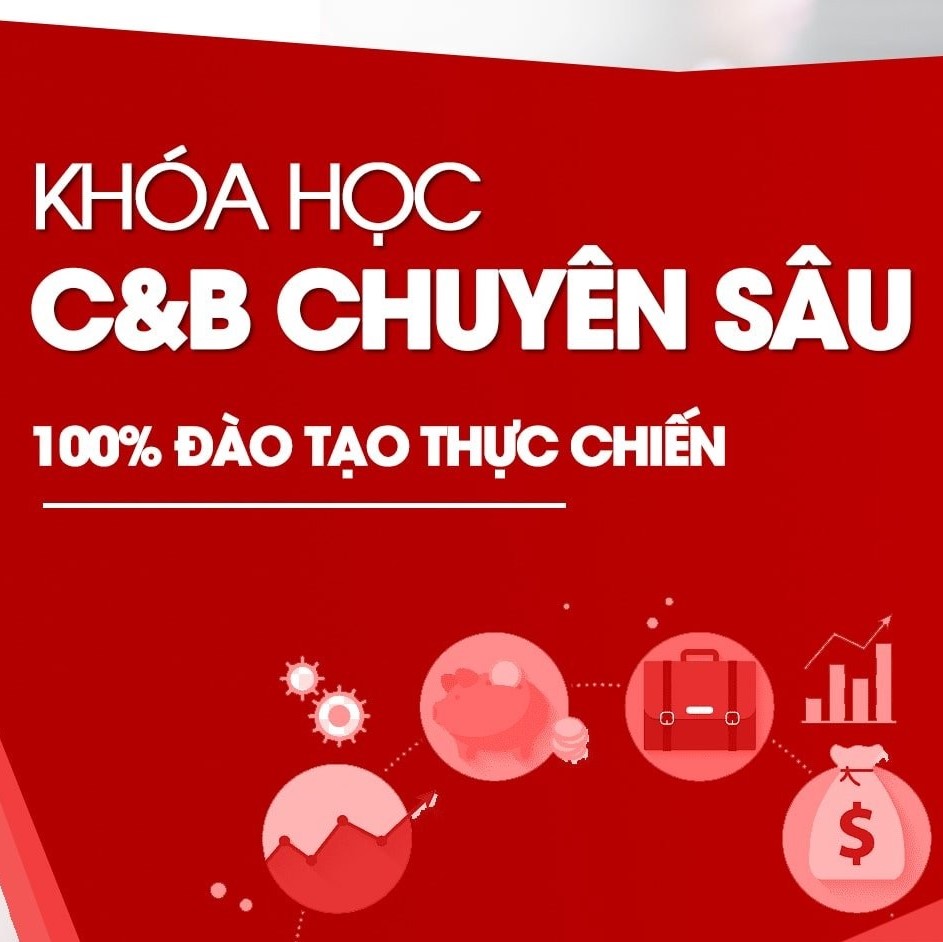 KHÓA HỌC
C&B CHUYÊN SÂU
100% ĐÀO TẠO THỰC CHIẾN
$